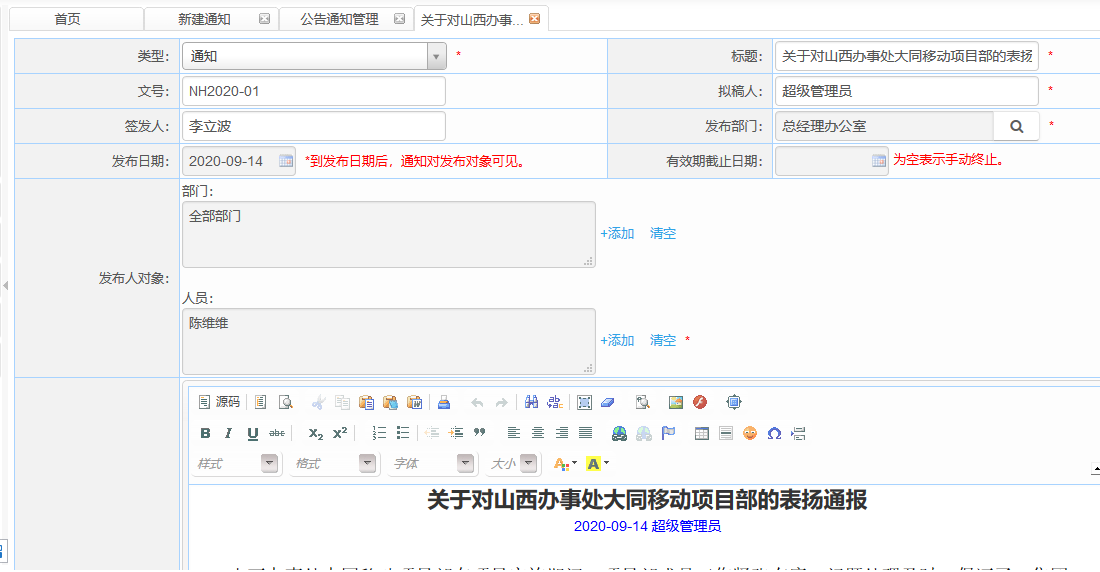 首页 新建通知 公告通知管理 关于对山西办事...
类型: 通知 * 标题: 关于对山西办事处大同移动项目部的表扬 *
文号: NH2020-01 拟稿人: 超级管理员 *
签发人: 李立波 发布部门: 总经理办公室 *
发布日期: 2020-09-14 *到发布日期后，通知对发布对象可见。 有效期截止日期: 为空表示手动终止。
部门:
全部部门
+添加 清空
发布人对象:
人员:
陈维维
+添加 清空 *
源码
B I U abc X₂ X²
样式 格式 字体 大小 A A
关于对山西办事处大同移动项目部的表扬通报
2020-09-14 超级管理员